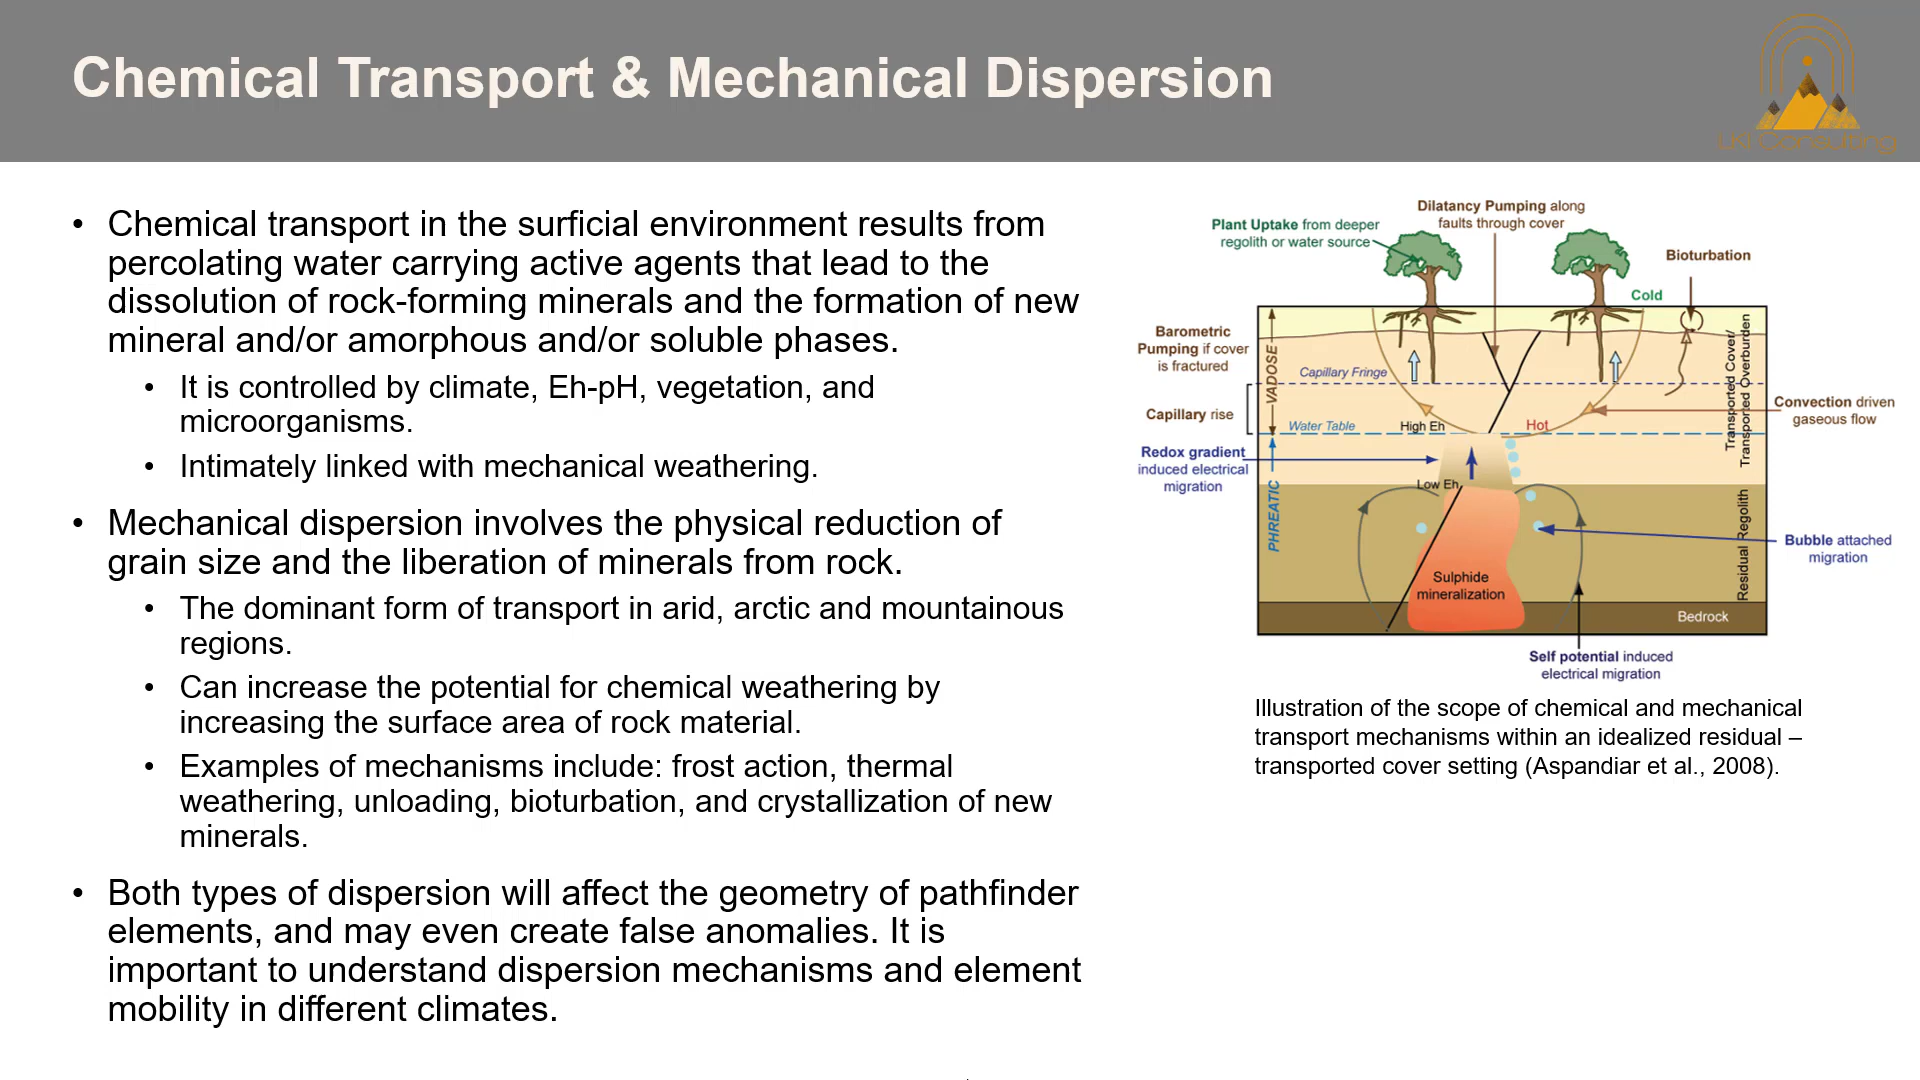 Chemical Transport & Mechanical Dispersion
LKI Consulting
• Chemical transport in the surficial environment results from
percolating water carrying active agents that lead to the
dissolution of rock-forming minerals and the formation of new
mineral and/or amorphous and/or soluble phases.
• It is controlled by climate, Eh-pH, vegetation, and
microorganisms.
• Intimately linked with mechanical weathering.
• Mechanical dispersion involves the physical reduction of
grain size and the liberation of minerals from rock.
• The dominant form of transport in arid, arctic and mountainous
regions.
• Can increase the potential for chemical weathering by
increasing the surface area of rock material.
• Examples of mechanisms include: frost action, thermal
weathering, unloading, bioturbation, and crystallization of new
minerals.
• Both types of dispersion will affect the geometry of pathfinder
elements, and may even create false anomalies. It is
important to understand dispersion mechanisms and element
mobility in different climates.
Dilatancy Pumping along
faults through cover
Plant Uptake from deeper
regolith or water source
Bioturbation
Cold
Barometric
Pumping if cover
is fractured
VADOSE
Capillary Fringe
Transported Cover/
Transported Overburden
Capillary rise
Convection driven
gaseous flow
Water Table
High Eh
Hot
Redox gradient
induced electrical
migration
Low Eh
PHREATIC
Residual Regolith
Bubble attached
migration
Sulphide
mineralization
Bedrock
Self potential induced
electrical migration
Illustration of the scope of chemical and mechanical
transport mechanisms within an idealized residual –
transported cover setting (Aspandiar et al., 2008).